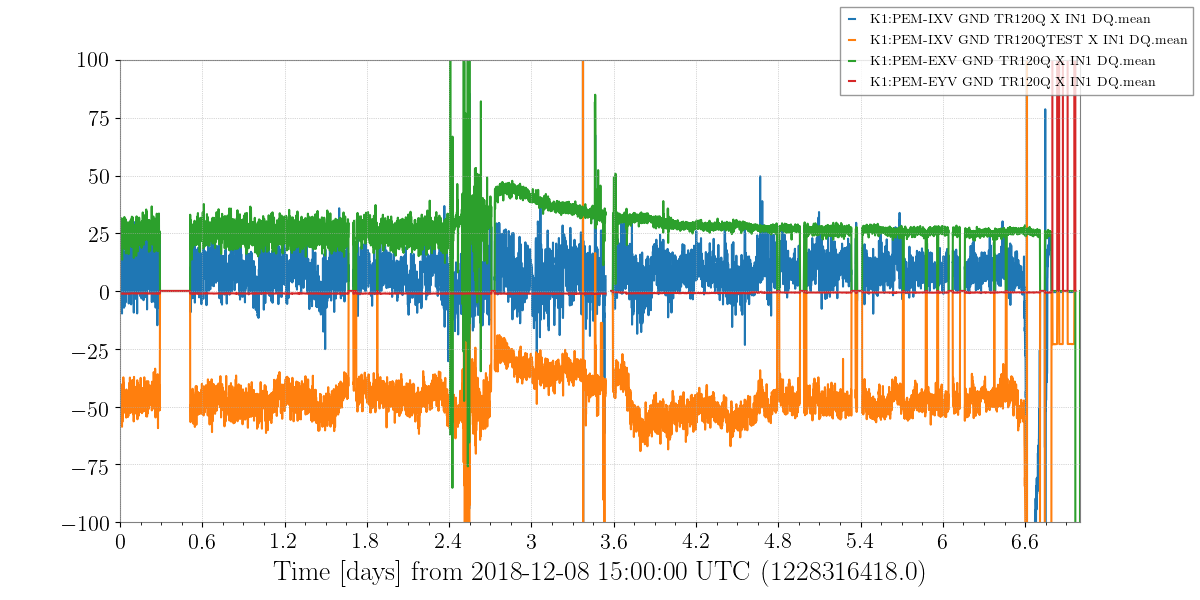 K1:PEM-IXV GND TR120Q X IN1 DQ.mean
K1:PEM-IXV GND TR120QTEST X IN1 DQ.mean
K1:PEM-EXV GND TR120Q X IN1 DQ.mean
K1:PEM-EYV GND TR120Q X IN1 DQ.mean
100
75
50
25
0
−25
−50
−75
−100
0 0.6 1.2 1.8 2.4 3 3.6 4.2 4.8 5.4 6 6.6
Time [days] from 2018-12-08 15:00:00 UTC (1228316418.0)